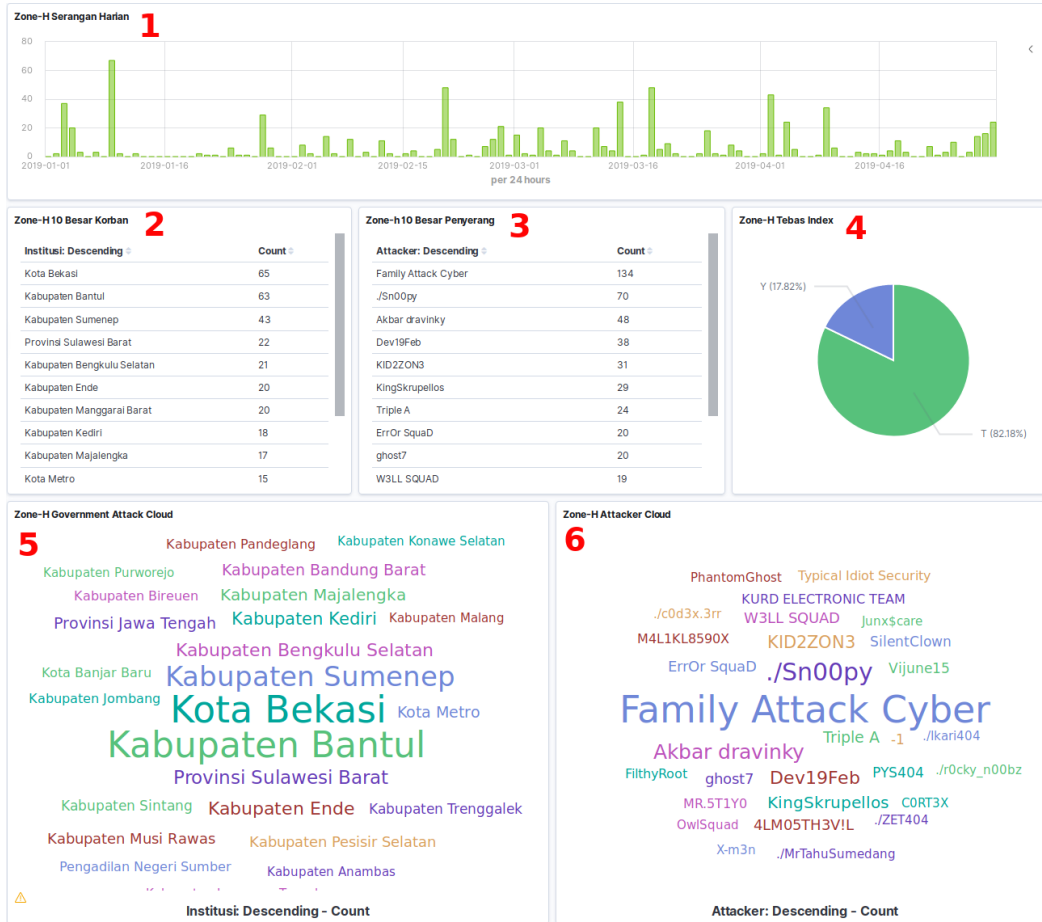 Zone-H Serangan Harian
1
80
60
40
20
0
2019-01-01 2019-01-16 2019-02-01 2019-02-15 2019-03-01 2019-03-16 2019-04-01 2019-04-16
per 24 hours
Zone-H 10 Besar Korban
2
Institusi: Descending Count
Kota Bekasi 65
Kabupaten Bantul 63
Kabupaten Sumenep 43
Provinsi Sulawesi Barat 22
Kabupaten Bengkulu Selatan 21
Kabupaten Ende 20
Kabupaten Manggarai Barat 20
Kabupaten Kediri 18
Kabupaten Majalengka 17
Kota Metro 15
Zone-h10 Besar Penyerang
3
Attacker: Descending Count
Family Attack Cyber 134
./Sn00py 70
Akbar dravinky 48
Dev19Feb 38
KID2ZON3 31
KingSkrupellos 29
Triple A 24
ErrOr SquaD 20
ghost7 20
W3LL SQUAD 19
Zone-H Tebas Index
4
Y (17.82%)
T (82.18%)
Zone-H Government Attack Cloud
5
Kabupaten Pandeglang Kabupaten Konawe Selatan
Kabupaten Purworejo Kabupaten Bandung Barat
Kabupaten Bireuen Kabupaten Majalengka
Provinsi Jawa Tengah Kabupaten Kediri Kabupaten Malang
Kabupaten Bengkulu Selatan
Kota Banjar Baru Kabupaten Sumenep
Kabupaten Jombang Kota Bekasi Kota Metro
Kabupaten Bantul
Provinsi Sulawesi Barat
Kabupaten Sintang Kabupaten Ende Kabupaten Trenggalek
Kabupaten Musi Rawas Kabupaten Pesisir Selatan
Pengadilan Negeri Sumber Kabupaten Anambas
Institusi: Descending - Count
Zone-H Attacker Cloud
6
PhantomGhost Typical Idiot Security
KURD ELECTRONIC TEAM
./c0d3x.3rr W3LL SQUAD Junx$care
M4L1KL8590X KID2ZON3 SilentClown
ErrOr SquaD ./Sn00py Vijune15
Family Attack Cyber
Triple A -1 ./Ikari404
Akbar dravinky
FilthyRoot ghost7 Dev19Feb PYS404 ./r0cky_n00bz
MR.5T1Y0 KingSkrupellos C0RT3X
OwlSquad 4LM05TH3V!L ./ZET404
X-m3n ./MrTahuSumedang
Attacker: Descending - Count